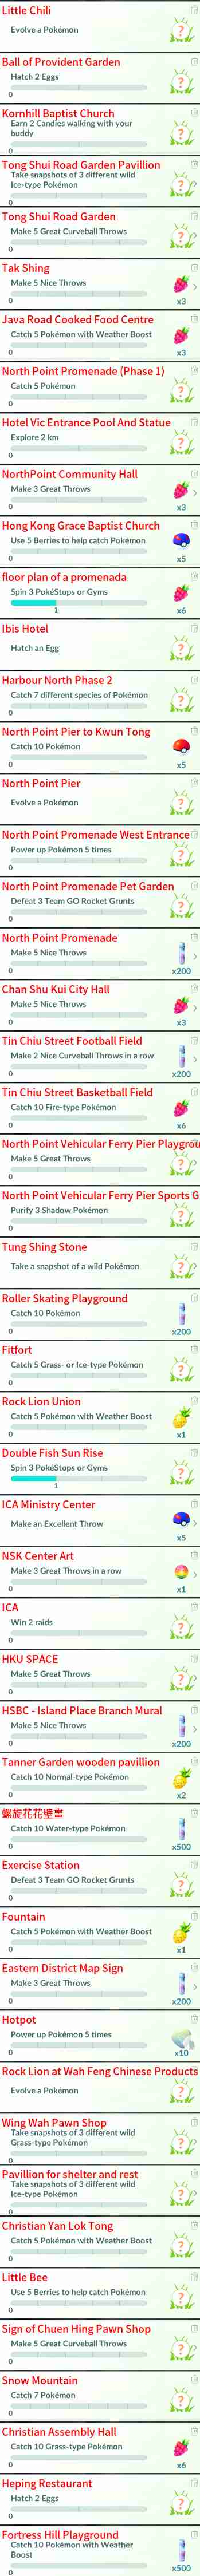 Little Chili
Evolve a Pokémon
Ball of Provident Garden
Hatch 2 Eggs
0
Kornhill Baptist Church
Earn 2 Candies walking with your
buddy
0
Tong Shui Road Garden Pavillion
Take snapshots of 3 different wild
Ice-type Pokémon
0
Tong Shui Road Garden
Make 5 Great Curveball Throws
0
Tak Shing
Make 5 Nice Throws
0
x3
Java Road Cooked Food Centre
Catch 5 Pokémon with Weather Boost
0
x3
North Point Promenade (Phase 1)
Catch 5 Pokémon
0
Hotel Vic Entrance Pool And Statue
Explore 2 km
0
NorthPoint Community Hall
Make 3 Great Throws
0
x3
Hong Kong Grace Baptist Church
Use 5 Berries to help catch Pokémon
0
x5
floor plan of a promenada
Spin 3 PokéStops or Gyms
1
x6
Ibis Hotel
Hatch an Egg
Harbour North Phase 2
Catch 7 different species of Pokémon
0
North Point Pier to Kwun Tong
Catch 10 Pokémon
0
x5
North Point Pier
Evolve a Pokémon
North Point Promenade West Entrance
Power up Pokémon 5 times
0
North Point Promenade Pet Garden
Defeat 3 Team GO Rocket Grunts
0
North Point Promenade
Make 5 Nice Throws
0
x200
Chan Shu Kui City Hall
Make 5 Nice Throws
0
x3
Tin Chiu Street Football Field
Make 2 Nice Curveball Throws in a row
0
x200
Tin Chiu Street Basketball Field
Catch 10 Fire-type Pokémon
0
x6
North Point Vehicular Ferry Pier Playgrou
Make 5 Great Throws
0
North Point Vehicular Ferry Pier Sports G
Purify 3 Shadow Pokémon
0
Tung Shing Stone
Take a snapshot of a wild Pokémon
Roller Skating Playground
Catch 10 Pokémon
0
x200
Fitfort
Catch 5 Grass- or Ice-type Pokémon
0
Rock Lion Union
Catch 5 Pokémon with Weather Boost
0
x1
Double Fish Sun Rise
Spin 3 PokéStops or Gyms
1
ICA Ministry Center
Make an Excellent Throw
x5
NSK Center Art
Make 3 Great Throws in a row
0
x1
ICA
Win 2 raids
0
HKU SPACE
Make 5 Great Throws
0
HSBC - Island Place Branch Mural
Make 5 Nice Throws
0
x200
Tanner Garden wooden pavillion
Catch 10 Normal-type Pokémon
0
x2
螺旋花花壁畫
Catch 10 Water-type Pokémon
0
x500
Exercise Station
Defeat 3 Team GO Rocket Grunts
0
Fountain
Catch 5 Pokémon with Weather Boost
0
x1
Eastern District Map Sign
Make 3 Great Throws
0
x200
Hotpot
Power up Pokémon 5 times
0
x10
Rock Lion at Wah Feng Chinese Products
Evolve a Pokémon
Wing Wah Pawn Shop
Take snapshots of 3 different wild
Grass-type Pokémon
0
Pavillion for shelter and rest
Take snapshots of 3 different wild
Ice-type Pokémon
0
Christian Yan Lok Tong
Catch 5 Pokémon with Weather Boost
0
Little Bee
Use 5 Berries to help catch Pokémon
0
Sign of Chuen Hing Pawn Shop
Make 5 Great Curveball Throws
0
Snow Mountain
Catch 7 Pokémon
0
Christian Assembly Hall
Catch 10 Grass-type Pokémon
0
x6
Heping Restaurant
Hatch 2 Eggs
0
Fortress Hill Playground
Catch 10 Pokémon with Weather
Boost
0
x500